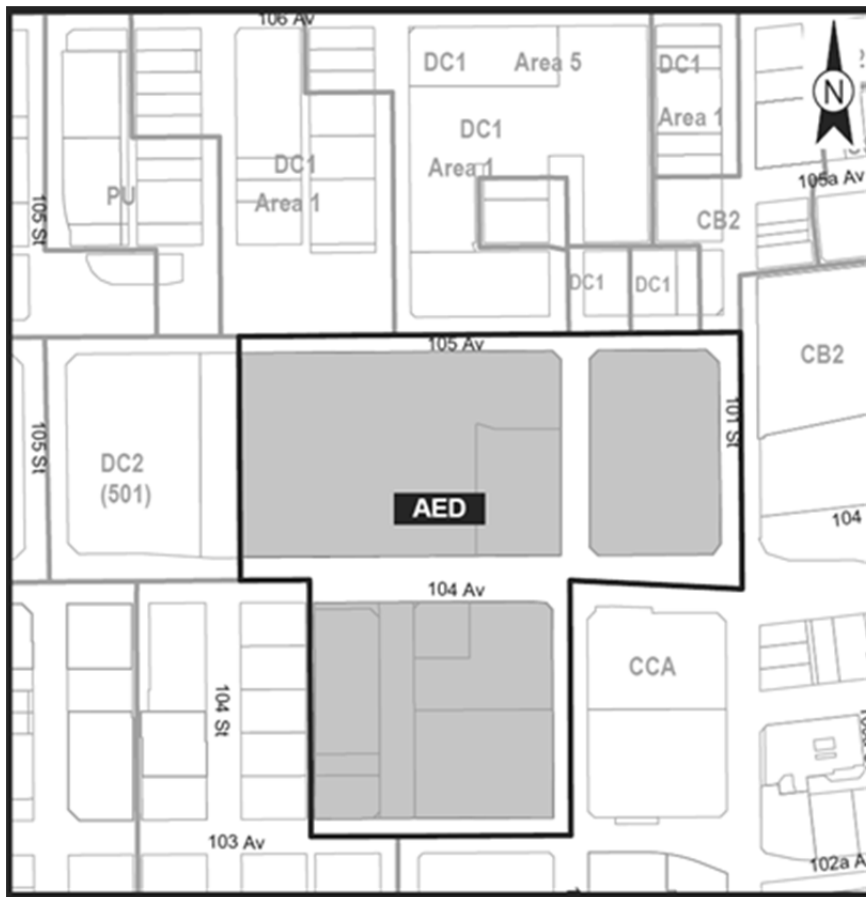 106 Av
DC1
Area 5
DC1
Area 1
N
DC1
Area 1
105a Av
PU
DC1
Area 1
105 St
CB2
DC1
DC1
105 Av
CB2
101 St
105 St
DC2
(501)
AED
104
104 Av
CCA
104 St
103 Av
102a A